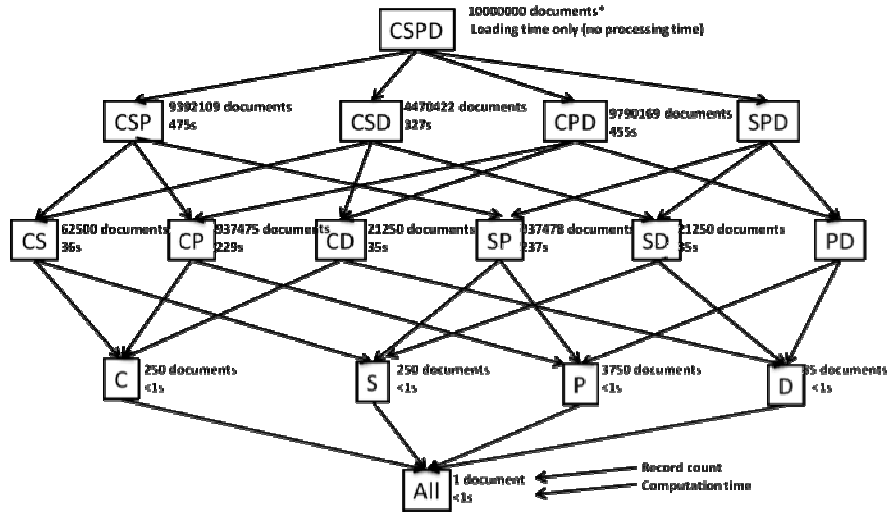 CSPD
10000000 documents*
Loading time only (no processing time)
CSP
9392109 documents
475s
CSD
4470422 documents
327s
CPD
9790169 documents
455s
SPD
CS
62500 documents
36s
CP
937475 documents
229s
CD
21250 documents
35s
SP
937478 documents
237s
SD
21250 documents
35s
PD
C
250 documents
<1s
S
250 documents
<1s
P
3750 documents
<1s
D
85 documents
<1s
All
1 document
<1s
Record count
Computation time